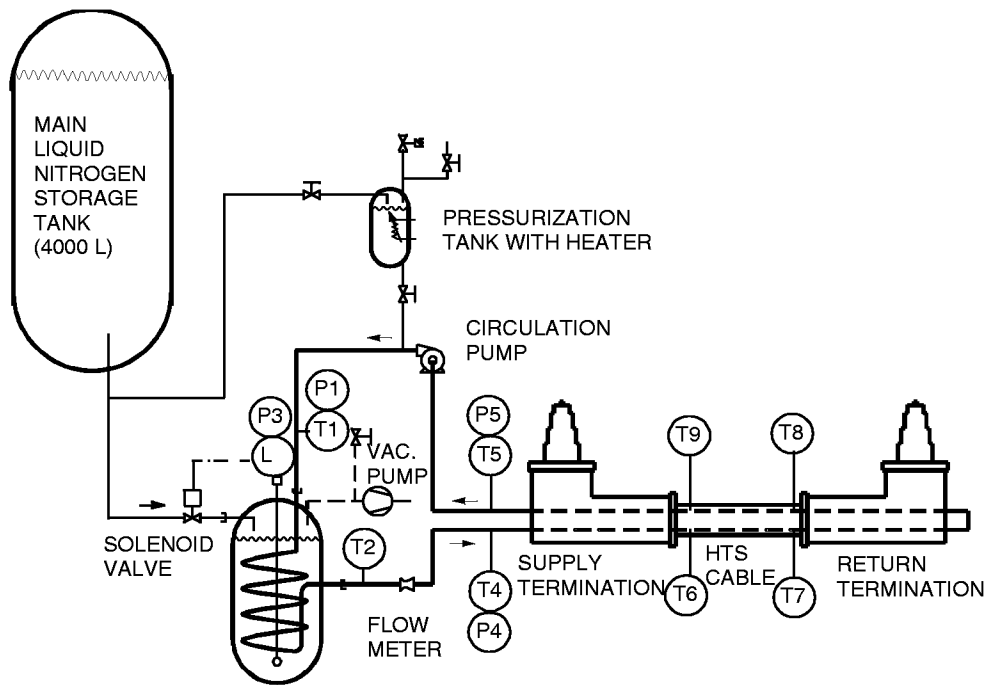 MAIN
LIQUID
NITROGEN
STORAGE
TANK
(4000 L)
PRESSURIZATION
TANK WITH HEATER
CIRCULATION
PUMP
P1
P3
T1
L
VAC.
PUMP
P5
T5
T9
T8
SOLENOID
VALVE
T2
FLOW
METER
SUPPLY
TERMINATION
HTS
CABLE
RETURN
TERMINATION
T4
P4
T6
T7